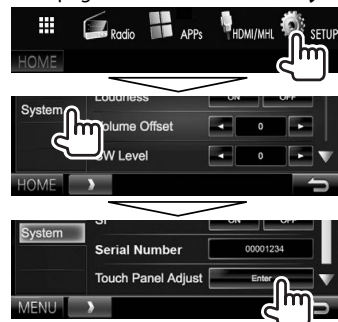 Radio APPs HDMI/MHL SETUP
HOME
Loudness ON OFF
System
Volume Offset 0
SW Level 0
HOME
SI ON OFF
System
Serial Number 00001234
Touch Panel Adjust Enter
MENU